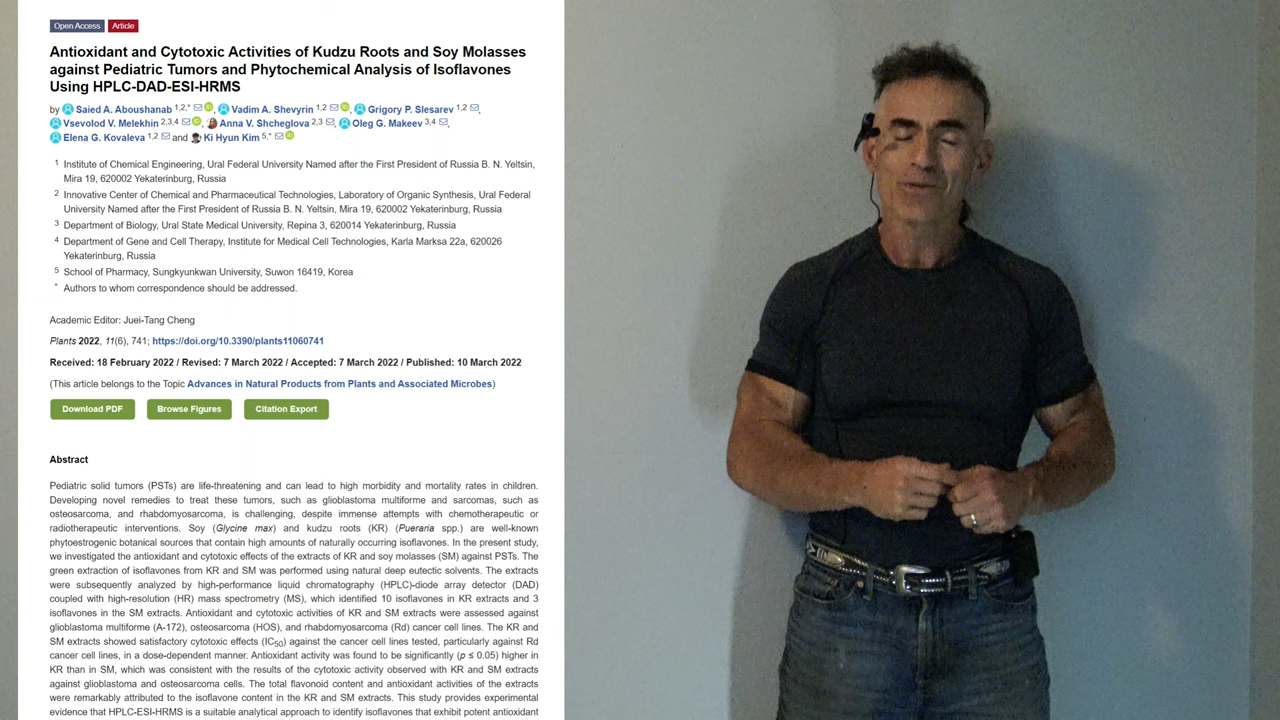 Open Access Article
Antioxidant and Cytotoxic Activities of Kudzu Roots and Soy Molasses
against Pediatric Tumors and Phytochemical Analysis of Isoflavones
Using HPLC-DAD-ESI-HRMS
by Saied A. Aboushanab 1,2,*, Vadim A. Shevyrin 1,2, Grigory P. Slesarev 1,2,
Vsevolod V. Melekhin 2,3,4, Anna V. Shcheglova 2,3, Oleg G. Makeev 3,4,
Elena G. Kovaleva 1,2 and Ki Hyun Kim 5,*
1 Institute of Chemical Engineering, Ural Federal University Named after the First President of Russia B. N. Yeltsin,
Mira 19, 620002 Yekaterinburg, Russia
2 Innovative Center of Chemical and Pharmaceutical Technologies, Laboratory of Organic Synthesis, Ural Federal
University Named after the First President of Russia B. N. Yeltsin, Mira 19, 620002 Yekaterinburg, Russia
3 Department of Biology, Ural State Medical University, Repina 3, 620014 Yekaterinburg, Russia
4 Department of Gene and Cell Therapy, Institute for Medical Cell Technologies, Karla Marksa 22a, 620026
Yekaterinburg, Russia
5 School of Pharmacy, Sungkyunkwan University, Suwon 16419, Korea
* Authors to whom correspondence should be addressed.
Academic Editor: Juei-Tang Cheng
Plants 2022, 11(6), 741; https://doi.org/10.3390/plants11060741
Received: 18 February 2022 / Revised: 7 March 2022 / Accepted: 7 March 2022 / Published: 10 March 2022
(This article belongs to the Topic Advances in Natural Products from Plants and Associated Microbes)
Download PDF Browse Figures Citation Export
Abstract
Pediatric solid tumors (PSTs) are life-threatening and can lead to high morbidity and mortality rates in children.
Developing novel remedies to treat these tumors, such as glioblastoma multiforme and sarcomas, such as
osteosarcoma, and rhabdomyosarcoma, is challenging, despite immense attempts with chemotherapeutic or
radiotherapeutic interventions. Soy (Glycine max) and kudzu roots (KR) (Pueraria spp.) are well-known
phytoestrogenic botanical sources that contain high amounts of naturally occurring isoflavones. In the present study,
we investigated the antioxidant and cytotoxic effects of the extracts of KR and soy molasses (SM) against PSTs. The
green extraction of isoflavones from KR and SM was performed using natural deep eutectic solvents. The extracts
were subsequently analyzed by high-performance liquid chromatography (HPLC)-diode array detector (DAD)
coupled with high-resolution (HR) mass spectrometry (MS), which identified 10 isoflavones in KR extracts and 3
isoflavones in the SM extracts. Antioxidant and cytotoxic activities of KR and SM extracts were assessed against
glioblastoma multiforme (A-172), osteosarcoma (HOS), and rhabdomyosarcoma (Rd) cancer cell lines. The KR and
SM extracts showed satisfactory cytotoxic effects (IC50) against the cancer cell lines tested, particularly against Rd
cancer cell lines, in a dose-dependent manner. Antioxidant activity was found to be significantly (p ≤ 0.05) higher in
KR than in SM, which was consistent with the results of the cytotoxic activity observed with KR and SM extracts
against glioblastoma and osteosarcoma cells. The total flavonoid content and antioxidant activities of the extracts
were remarkably attributed to the isoflavone content in the KR and SM extracts. This study provides experimental
evidence that HPLC-ESI-HRMS is a suitable analytical approach to identify isoflavones that exhibit potent antioxidant